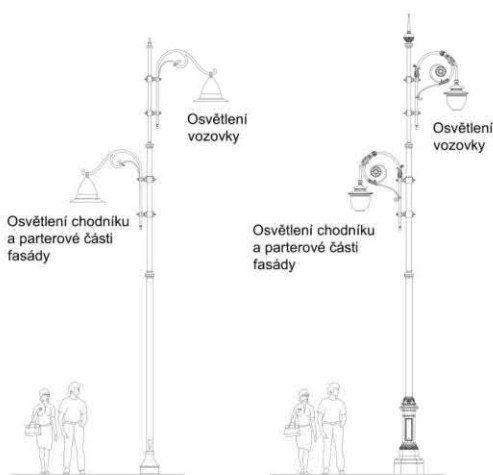 Osvětlení
vozovky
Osvětlení chodníku
a parterové části
fasády
Osvětlení
vozovky
Osvětlení chodníku
a parterové části
fasády